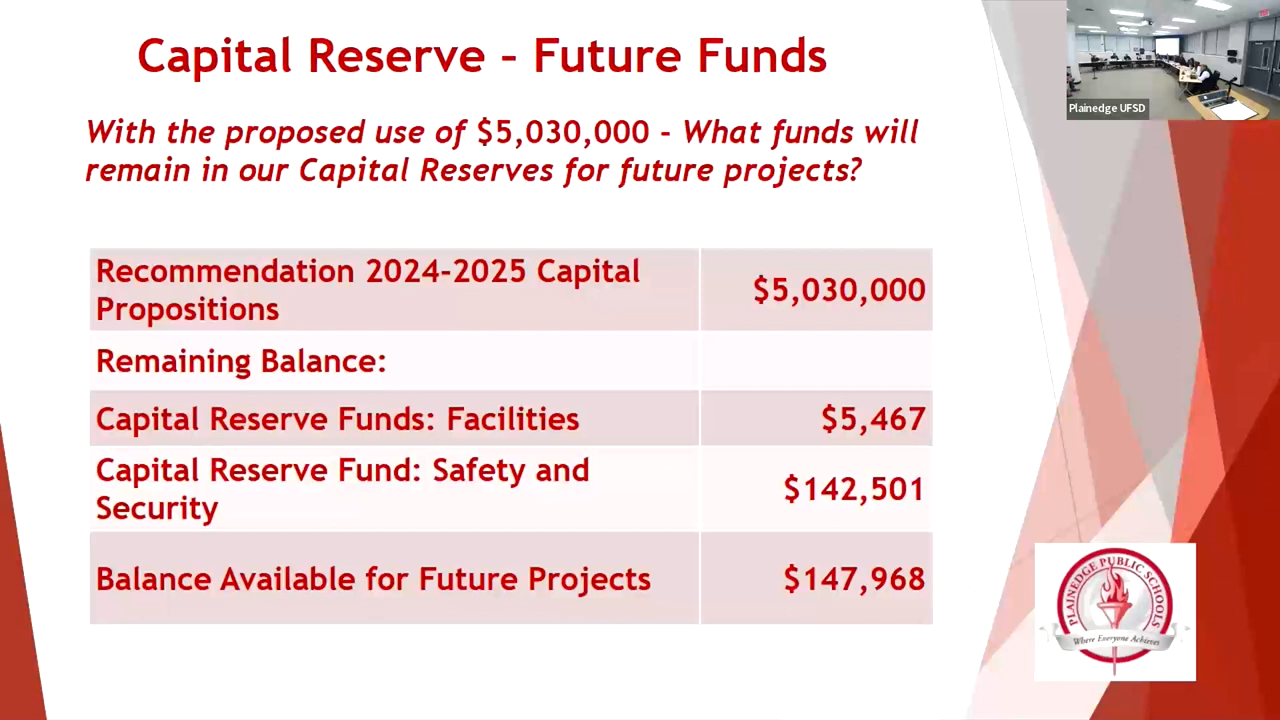 Capital Reserve – Future Funds
Plainedge UFSD
With the proposed use of $5,030,000 – What funds will
remain in our Capital Reserves for future projects?
Recommendation 2024-2025 Capital
Propositions
$5,030,000
Remaining Balance:
Capital Reserve Funds: Facilities
$5,467
Capital Reserve Fund: Safety and
Security
$142,501
Balance Available for Future Projects
$147,968
PLAINEDGE PUBLIC SCHOOLS
Where Everyone Achieves